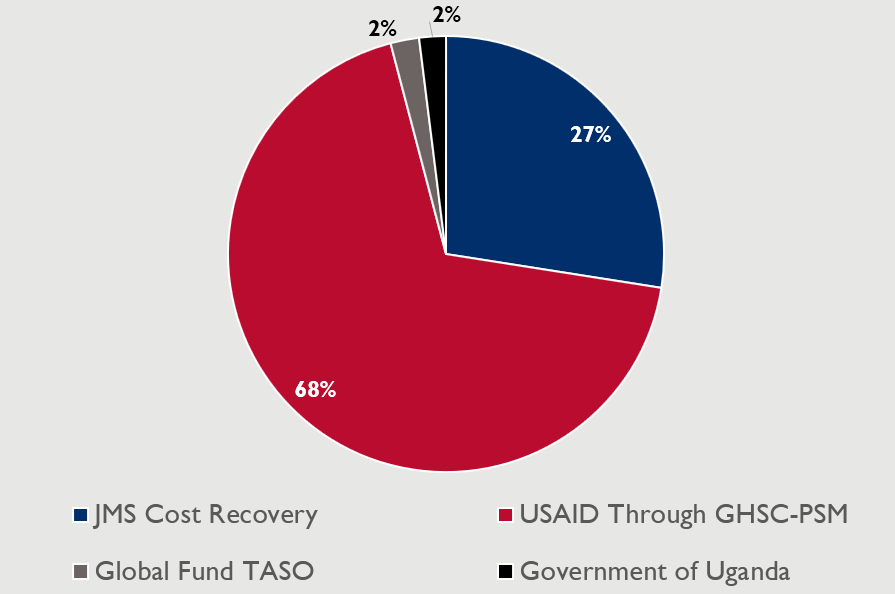 2%
2%
27%
68%
JMS Cost Recovery
USAID Through GHSC-PSM
Global Fund TASO
Government of Uganda